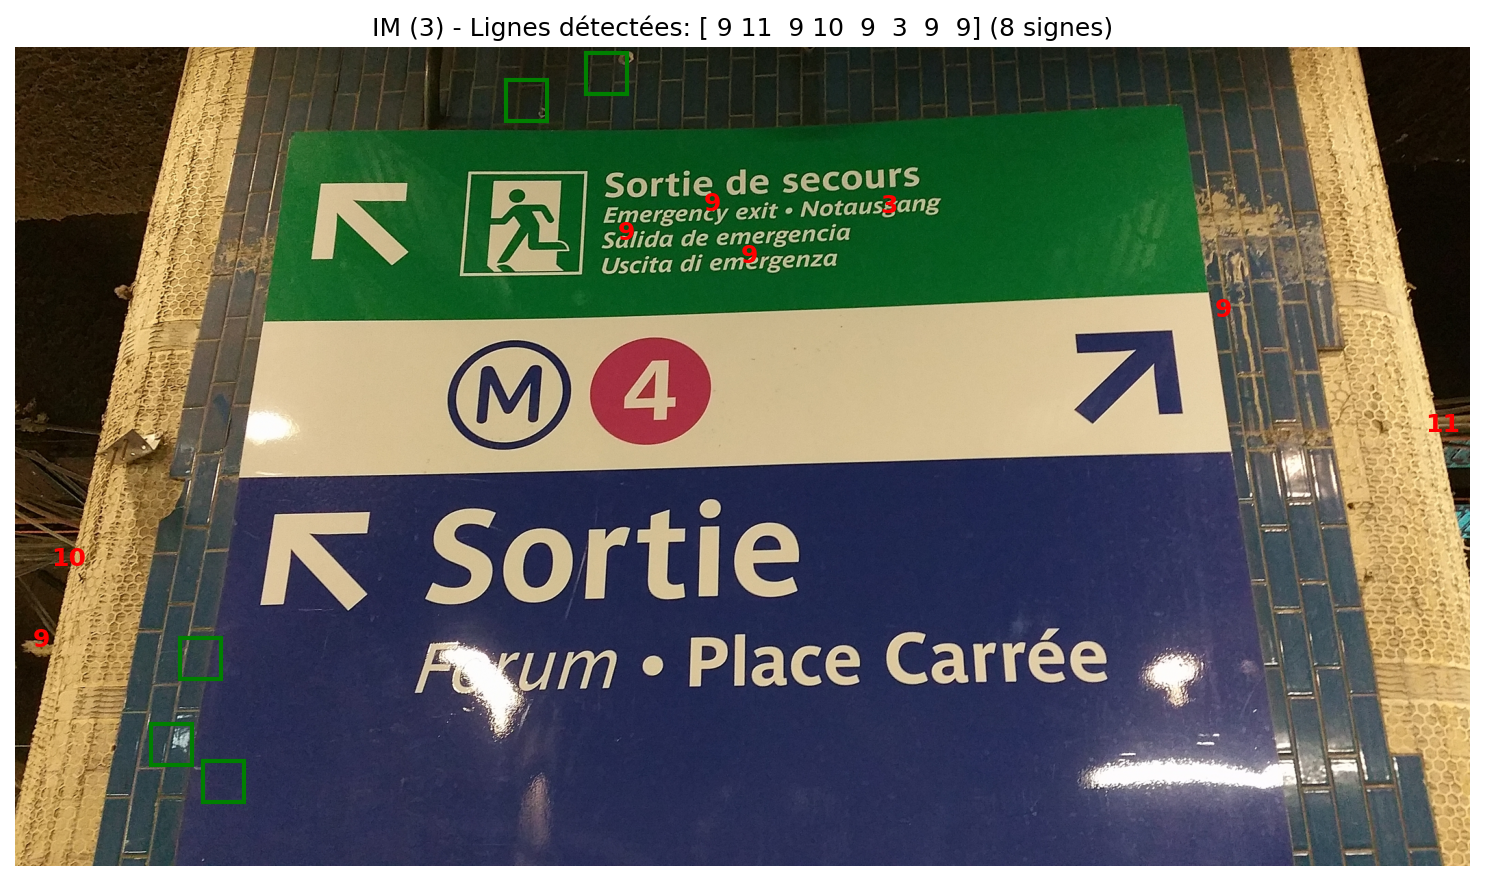 IM (3) - Lignes détectées: [ 9 11  9 10  9  3  9  9] (8 signes)
Sortie de secours
Emergency exit • Notausgang
Salida de emergencia
Uscita di emergenza
9
3
9
9
9
M 4
11
Sortie
10
9
Forum • Place Carrée